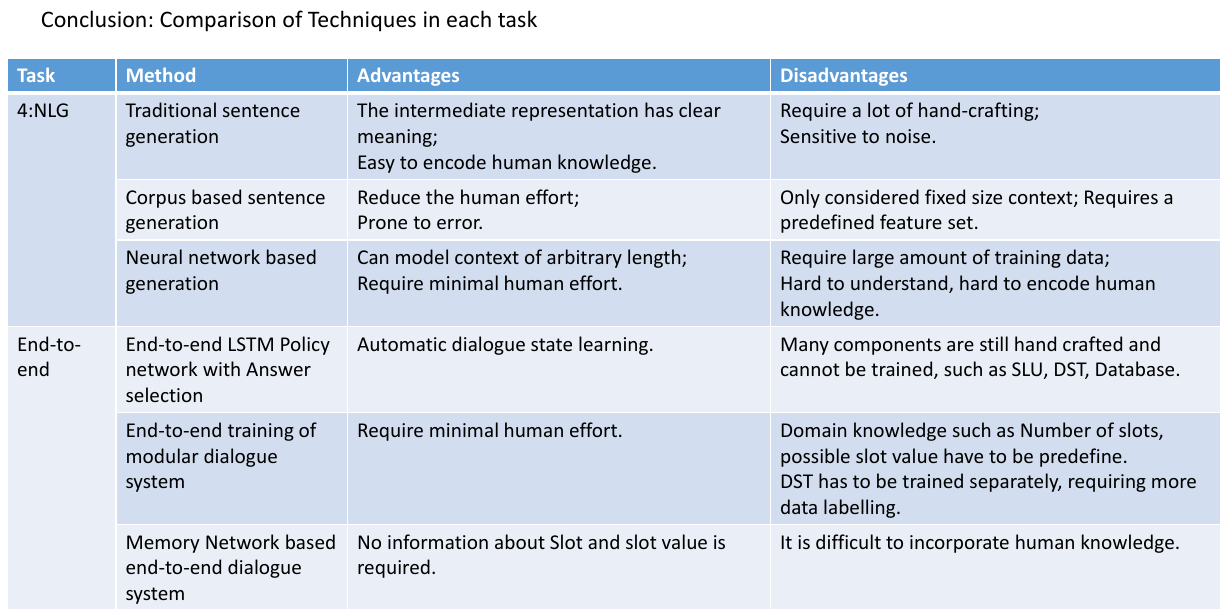 Conclusion: Comparison of Techniques in each task
Task Method Advantages Disadvantages
4:NLG
Traditional sentence
generation
The intermediate representation has clear
meaning;
Easy to encode human knowledge.
Require a lot of hand-crafting;
Sensitive to noise.
Corpus based sentence
generation
Reduce the human effort;
Prone to error.
Only considered fixed size context; Requires a
predefined feature set.
Neural network based
generation
Can model context of arbitrary length;
Require minimal human effort.
Require large amount of training data;
Hard to understand, hard to encode human
knowledge.
End-to-
end
End-to-end LSTM Policy
network with Answer
selection
Automatic dialogue state learning.
Many components are still hand crafted and
cannot be trained, such as SLU, DST, Database.
End-to-end training of
modular dialogue
system
Require minimal human effort.
Domain knowledge such as Number of slots,
possible slot value have to be predefine.
DST has to be trained separately, requiring more
data labelling.
Memory Network based
end-to-end dialogue
system
No information about Slot and slot value is
required.
It is difficult to incorporate human knowledge.